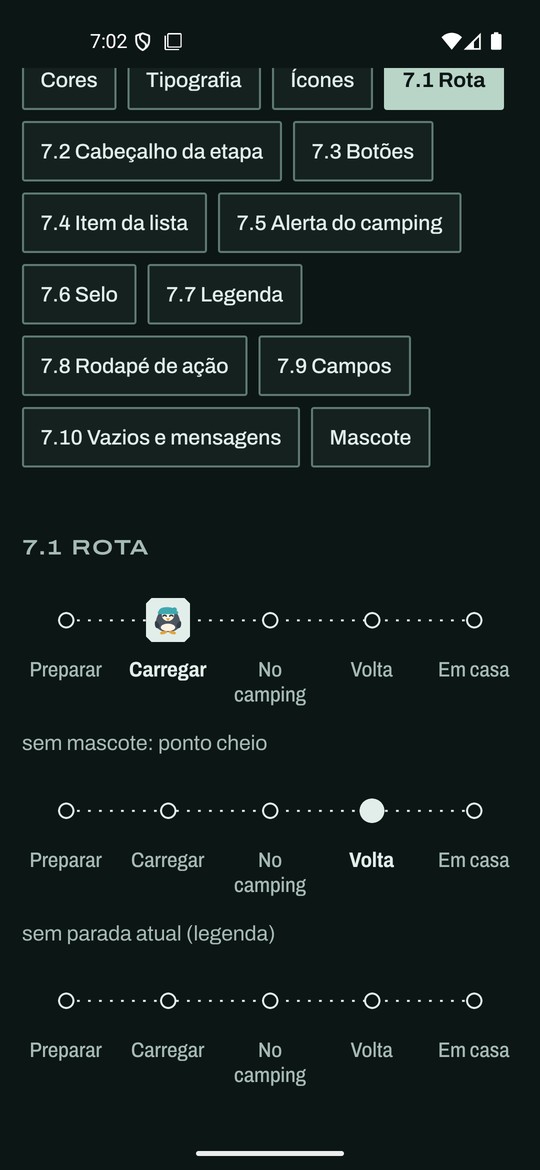 7:02
Cores
Tipografia
Ícones
7.1 Rota
7.2 Cabeçalho da etapa
7.3 Botões
7.4 Item da lista
7.5 Alerta do camping
7.6 Selo
7.7 Legenda
7.8 Rodapé de ação
7.9 Campos
7.10 Vazios e mensagens
Mascote
7.1 ROTA
Preparar
Carregar
No
camping
Volta
Em casa
sem mascote: ponto cheio
Preparar
Carregar
No
camping
Volta
Em casa
sem parada atual (legenda)
Preparar
Carregar
No
camping
Volta
Em casa